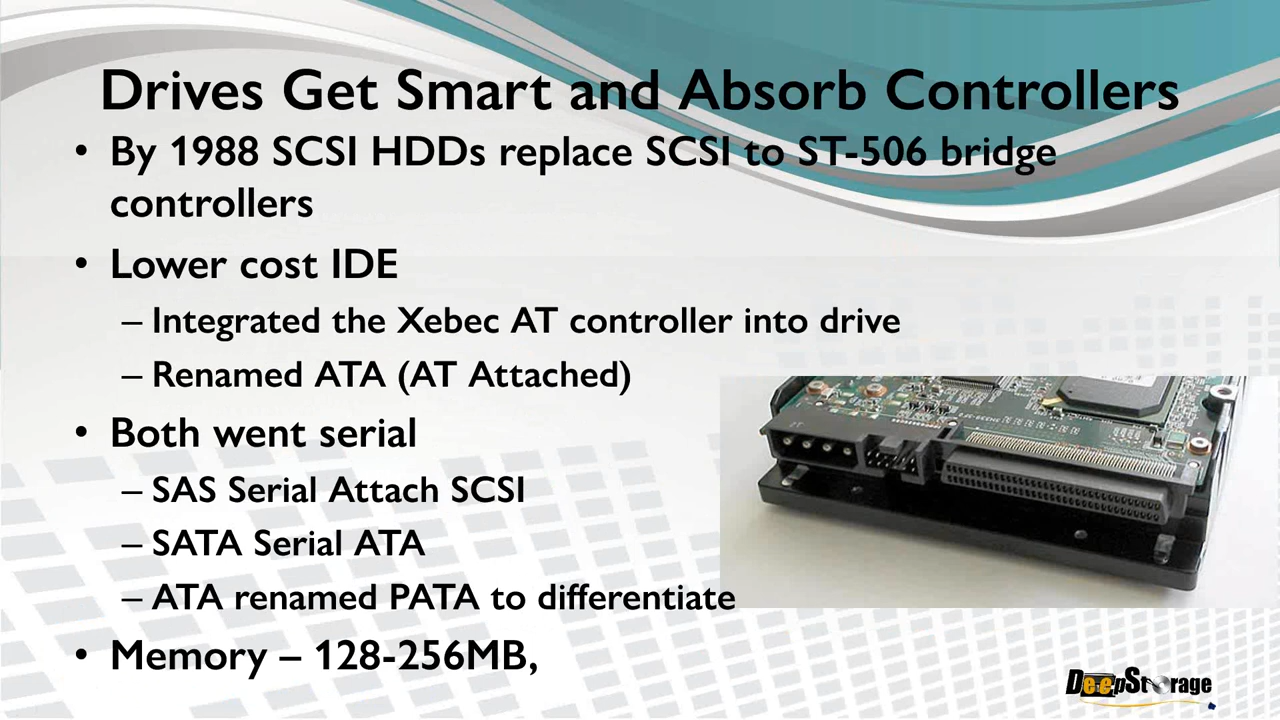 Drives Get Smart and Absorb Controllers
• By 1988 SCSI HDDs replace SCSI to ST-506 bridge
controllers
• Lower cost IDE
– Integrated the Xebec AT controller into drive
– Renamed ATA (AT Attached)
• Both went serial
– SAS Serial Attach SCSI
– SATA Serial ATA
– ATA renamed PATA to differentiate
• Memory – 128-256MB,
DeepStorage